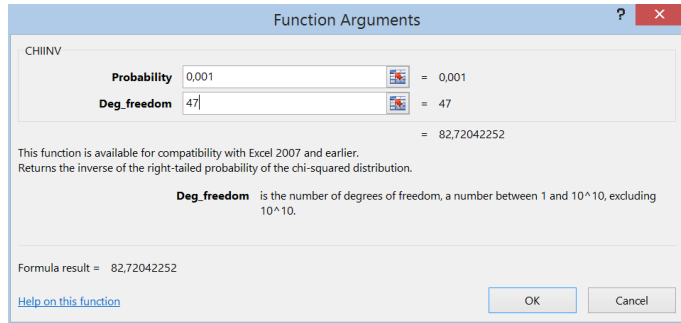 Function Arguments
? ×
CHIINV
Probability 0,001 = 0,001
Deg_freedom 47 = 47
= 82,72042252
This function is available for compatibility with Excel 2007 and earlier.
Returns the inverse of the right-tailed probability of the chi-squared distribution.
Deg_freedom is the number of degrees of freedom, a number between 1 and 10^10, excluding
10^10.
Formula result = 82,72042252
Help on this function OK Cancel